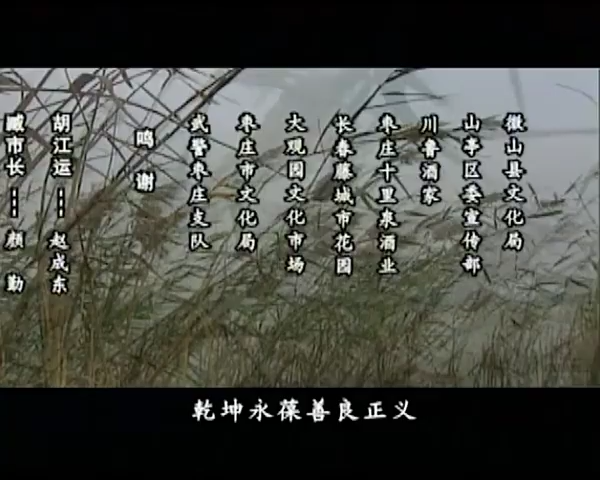 臧市长---颜 勤
胡江运---赵成东
鸣谢
武警枣庄支队
枣庄市文化局
大观园文化市场
长春藤城市花园
枣庄十里泉酒业
川鲁酒家
山亭区委宣传部
微山县文化局
乾坤永葆善良正义